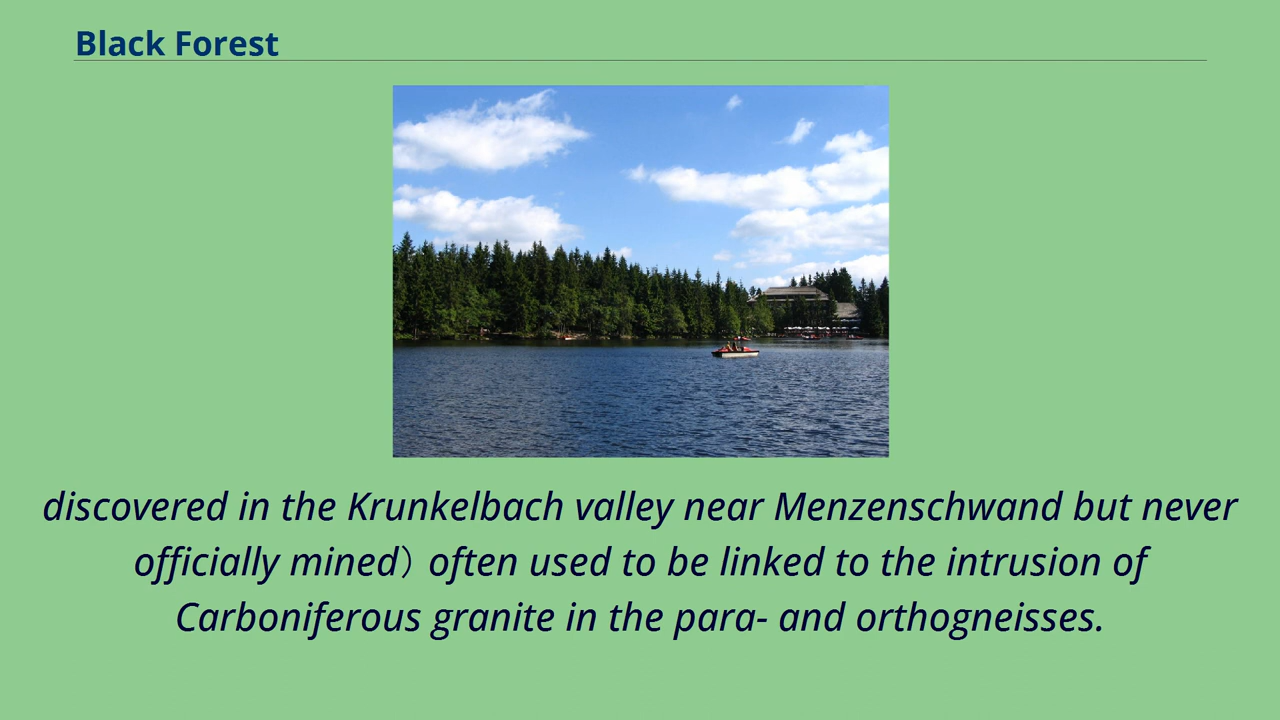 Black Forest
discovered in the Krunkelbach valley near Menzenschwand but never
officially mined） often used to be linked to the intrusion of
Carboniferous granite in the para- and orthogneisses.